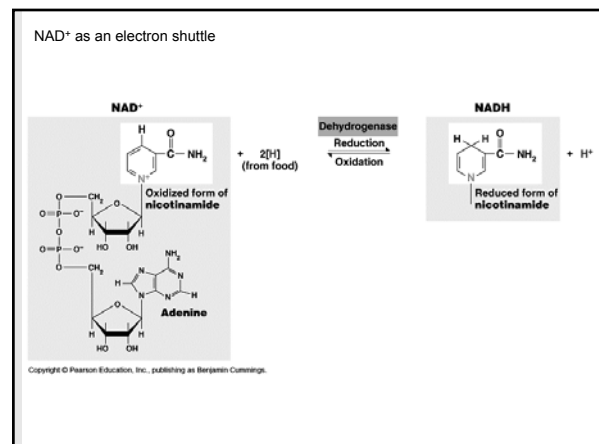 NAD⁺ as an electron shuttle
NAD⁺
H
O
C
NH₂
N⁺
Oxidized form of
nicotinamide
+ 2[H]
(from food)
Dehydrogenase
Reduction
Oxidation
NADH
H H
O
C
NH₂
N
Reduced form of
nicotinamide
+ H⁺
O
CH₂
O
O=P—O⁻
H
H
O
HO
OH
O=P—O⁻
O
CH₂
NH₂
N
N
H
H
N
N
Adenine
O
H
H
HO
OH
Copyright © Pearson Education, Inc., publishing as Benjamin Cummings.